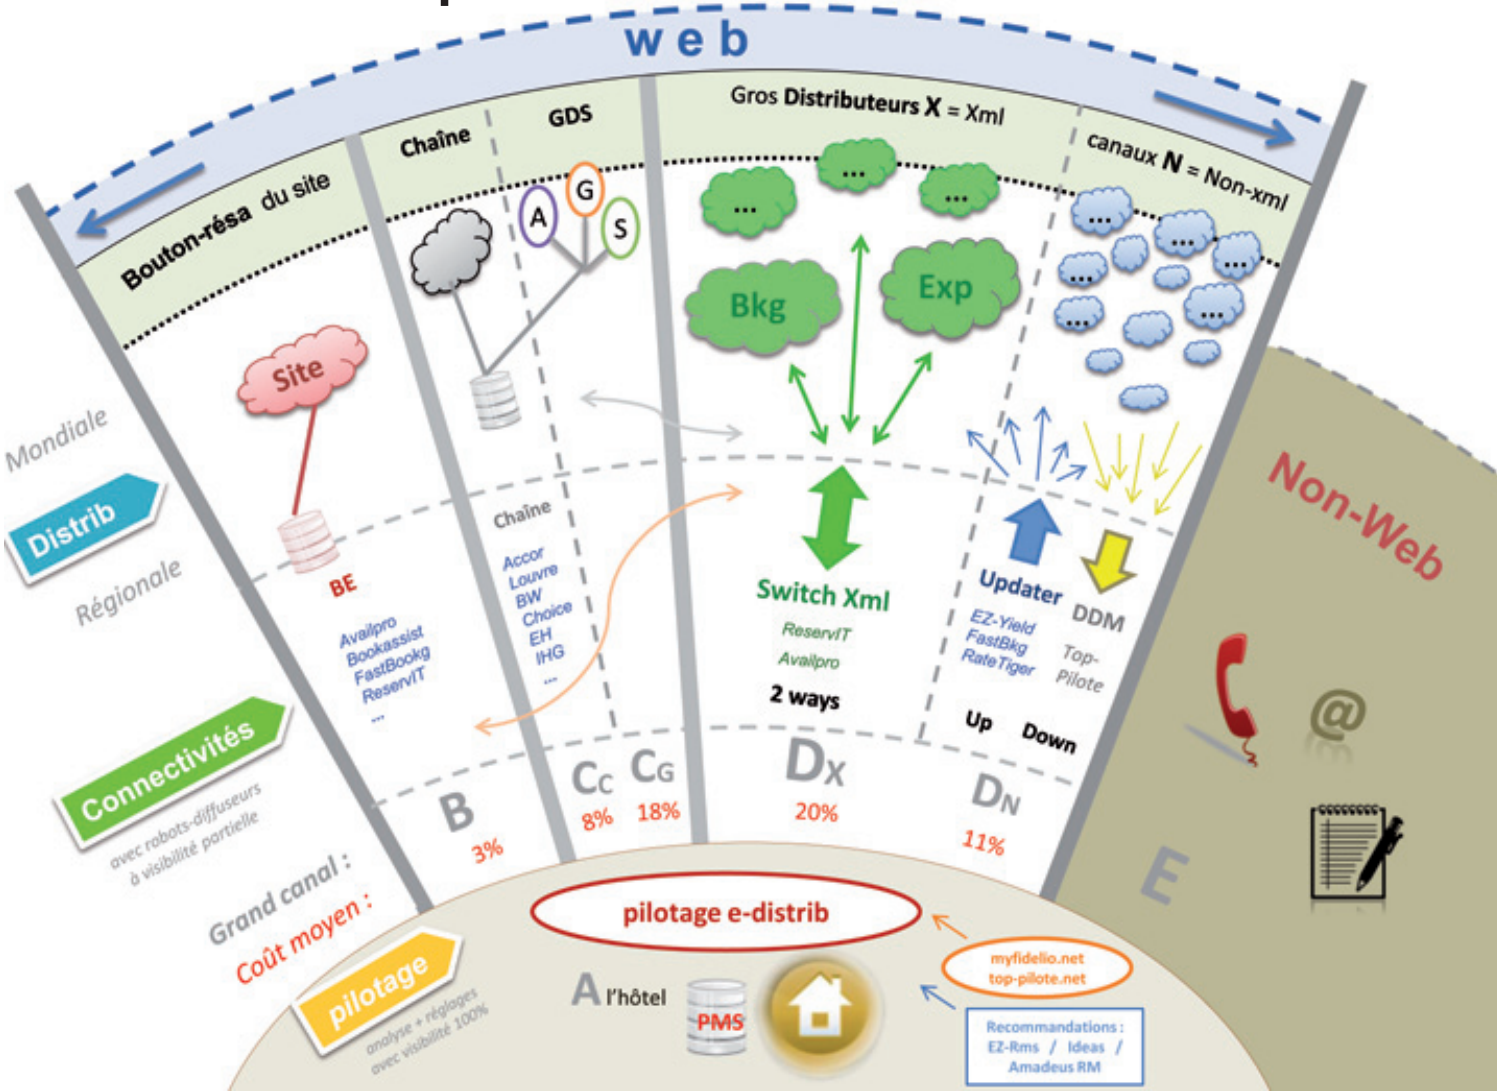 web
Bouton-résa du site
Chaîne
GDS
Gros Distributeurs X = Xml
canaux N = Non-xml
A
G
S
...
...
...
Bkg
Exp
...
...
...
...
...
...
Site
Mondiale
Distrib
Régionale
Non-Web
BE
Availpro
Bookassist
FastBookg
ReservIT
...
Chaîne
Accor
Louvre
BW
Choice
EH
IHG
...
Switch Xml
ReservIT
Availpro
2 ways
Updater
EZ-Yield
FastBkg
RateTiger
DDM
Top-
Pilote
Up
Down
@
Connectivités
avec robots-diffuseurs
à visibilité partielle
Grand canal :
Coût moyen :
B
3%
CC
8%
CG
18%
DX
20%
DN
11%
E
pilotage
analyse + réglages
avec visibilité 100%
pilotage e-distrib
A l'hôtel
PMS
myfidelio.net
top-pilote.net
Recommandations :
EZ-Rms / Ideas /
Amadeus RM